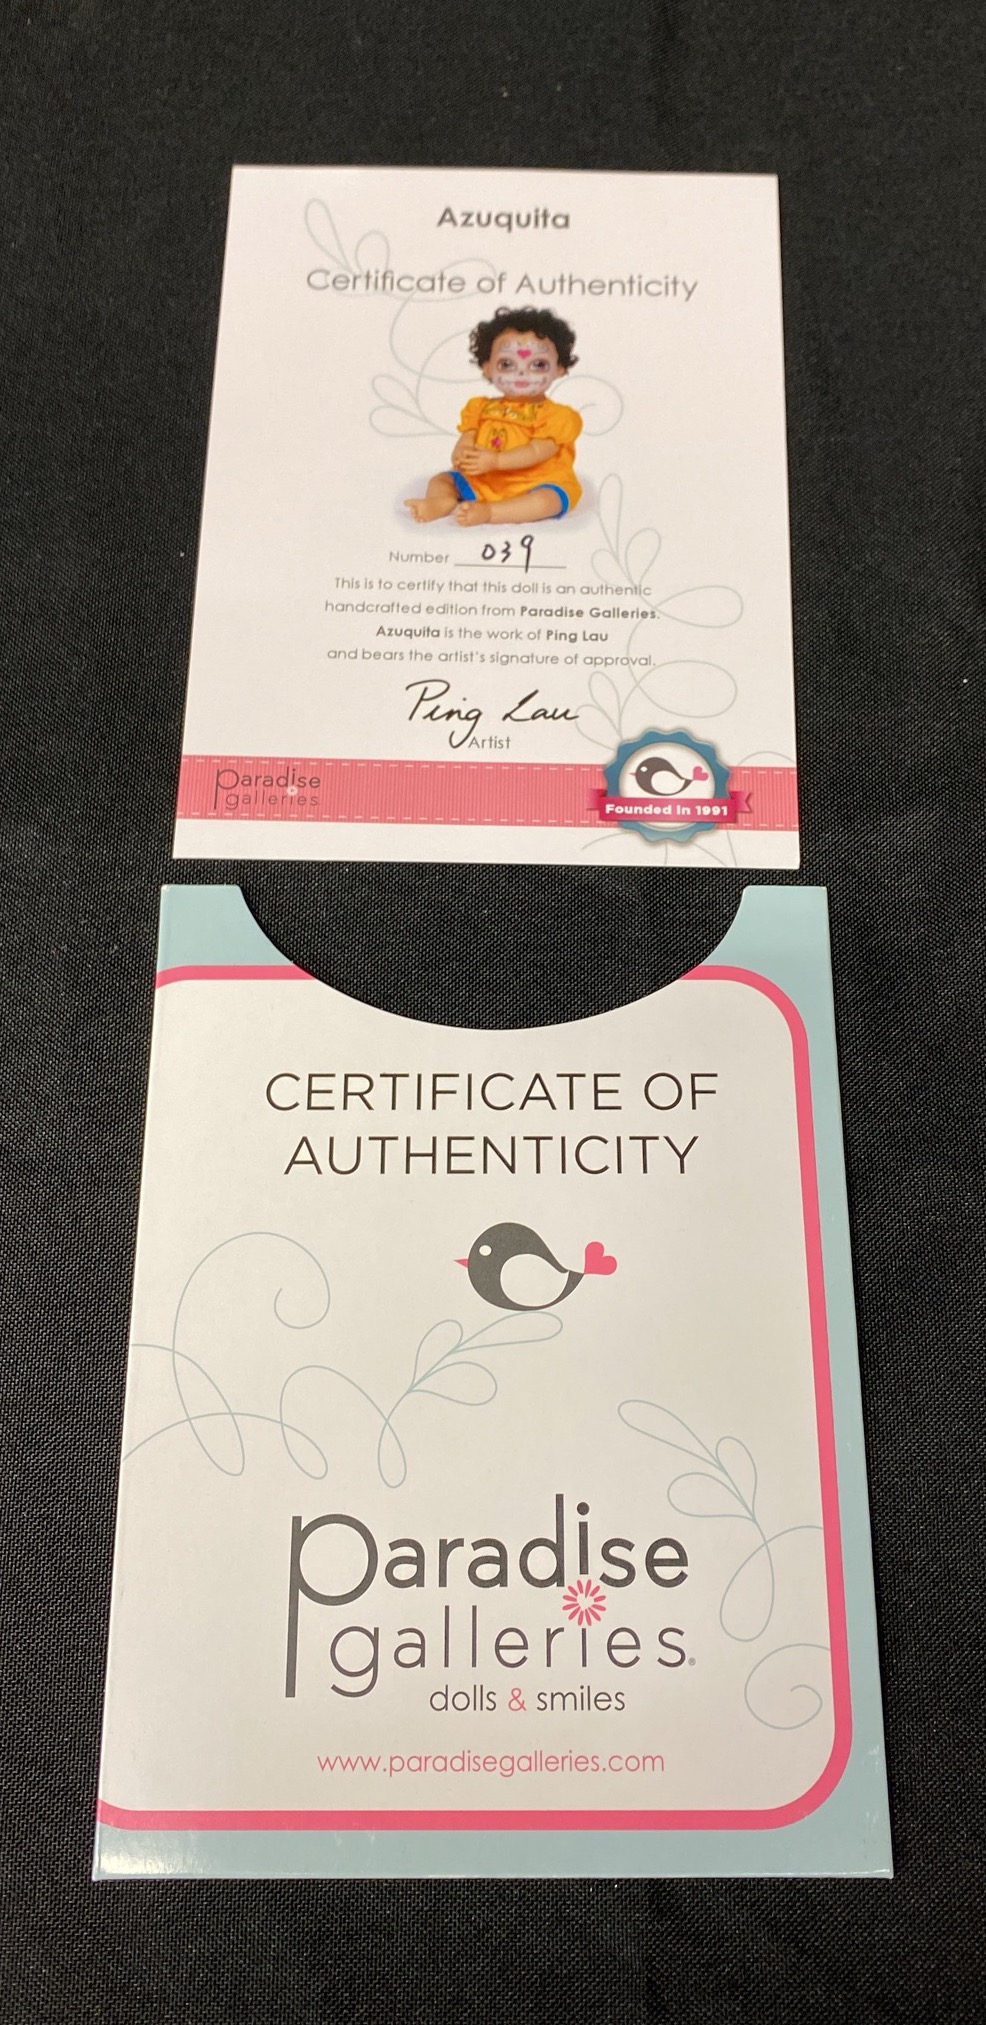 Azuquita
Certificate of Authenticity
Number 039
This is to certify that this doll is an authentic
handcrafted edition from Paradise Galleries.
Azuquita is the work of Ping Lau
and bears the artist's signature of approval.
Ping Lau
Artist
paradise
galleries
Founded in 1991
CERTIFICATE OF
AUTHENTICITY
paradise
galleries®
dolls & smiles
www.paradisegalleries.com